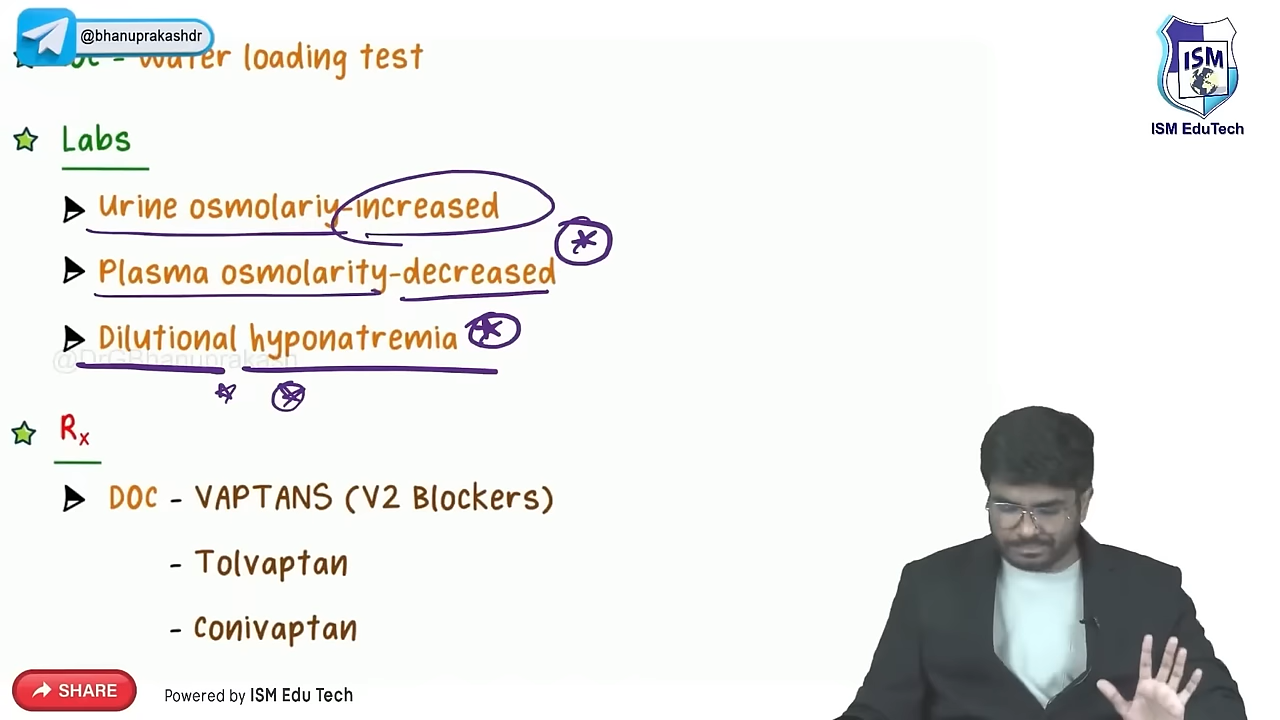 @bhanuprakashdr
- Water loading test
ISM
ISM EduTech
Labs
Urine osmolariy-increased
Plasma osmolarity-decreased
Dilutional hyponatremia
@DrGBhanuprakash
Rx
DOC - VAPTANS (V2 Blockers)
- Tolvaptan
- Conivaptan
SHARE
Powered by ISM Edu Tech